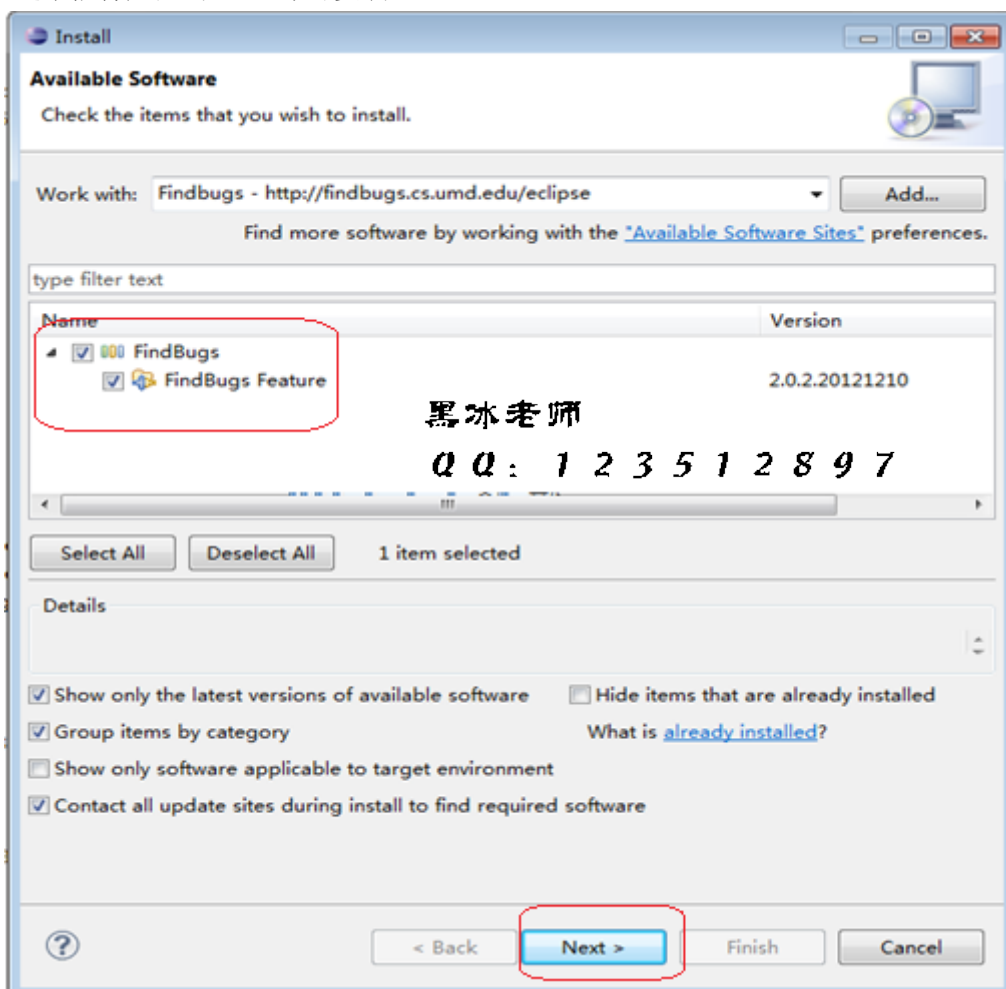 Install
Available Software
Check the items that you wish to install.
Work with: Findbugs - http://findbugs.cs.umd.edu/eclipse Add...
Find more software by working with the "Available Software Sites" preferences.
type filter text
Name Version
FindBugs
FindBugs Feature 2.0.2.20121210
黑冰老师
QQ：123512897
Select All Deselect All 1 item selected
Details
Show only the latest versions of available software Hide items that are already installed
Group items by category What is already installed?
Show only software applicable to target environment
Contact all update sites during install to find required software
< Back Next > Finish Cancel